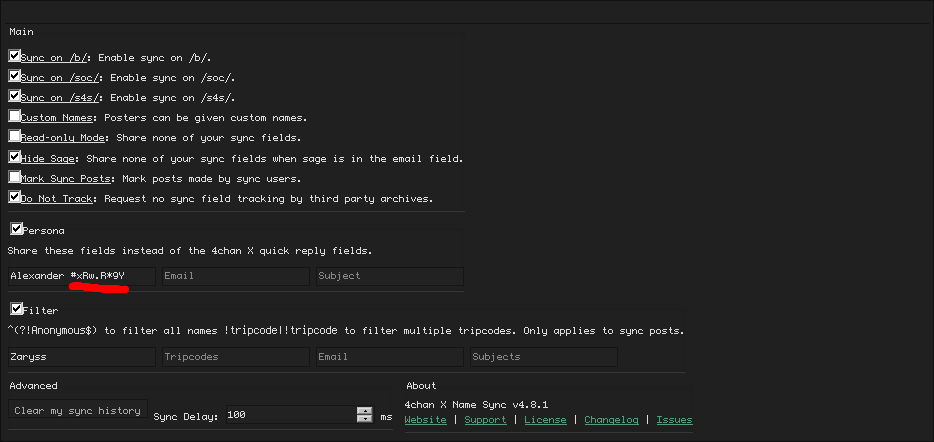 Main
Sync on /b/: Enable sync on /b/.
Sync on /soc/: Enable sync on /soc/.
Sync on /s4s/: Enable sync on /s4s/.
Custom Names: Posters can be given custom names.
Read-only Mode: Share none of your sync fields.
Hide Sage: Share none of your sync fields when sage is in the email field.
Mark Sync Posts: Mark posts made by sync users.
Do Not Track: Request no sync field tracking by third party archives.
Persona
Share these fields instead of the 4chan X quick reply fields.
Alexander #xRw.R*9Y Email Subject
Filter
^(?!Anonymous$) to filter all names !tripcode|!tripcode to filter multiple tripcodes. Only applies to sync posts.
Zaryss Tripcodes Email Subjects
Advanced
Clear my sync history Sync Delay: 100 ms
About
4chan X Name Sync v4.8.1
Website | Support | License | Changelog | Issues